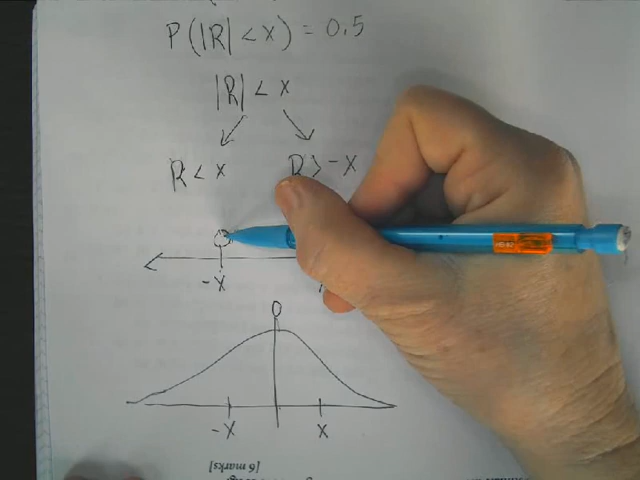 P(|R| < x) = 0.5
|R| < x
R < x R > -x
-x
0
-x x
[6 marks]